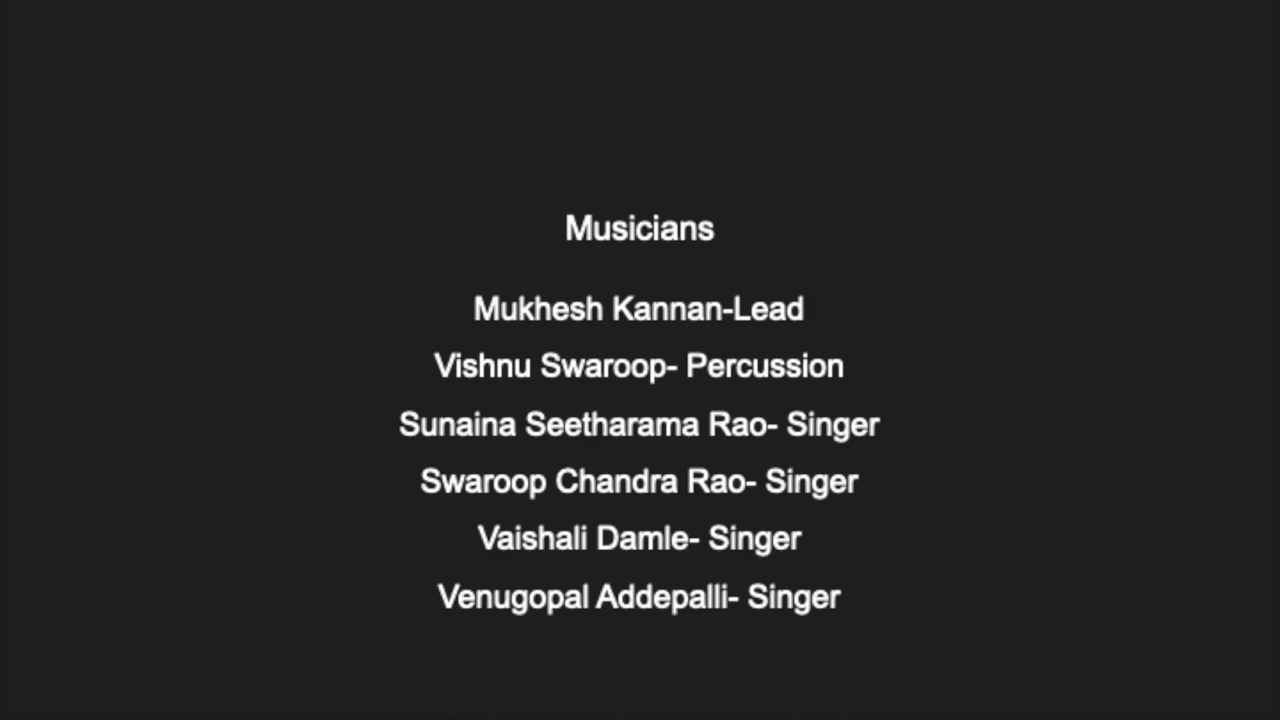 Musicians
Mukhesh Kannan-Lead
Vishnu Swaroop- Percussion
Sunaina Seetharama Rao- Singer
Swaroop Chandra Rao- Singer
Vaishali Damle- Singer
Venugopal Addepalli- Singer